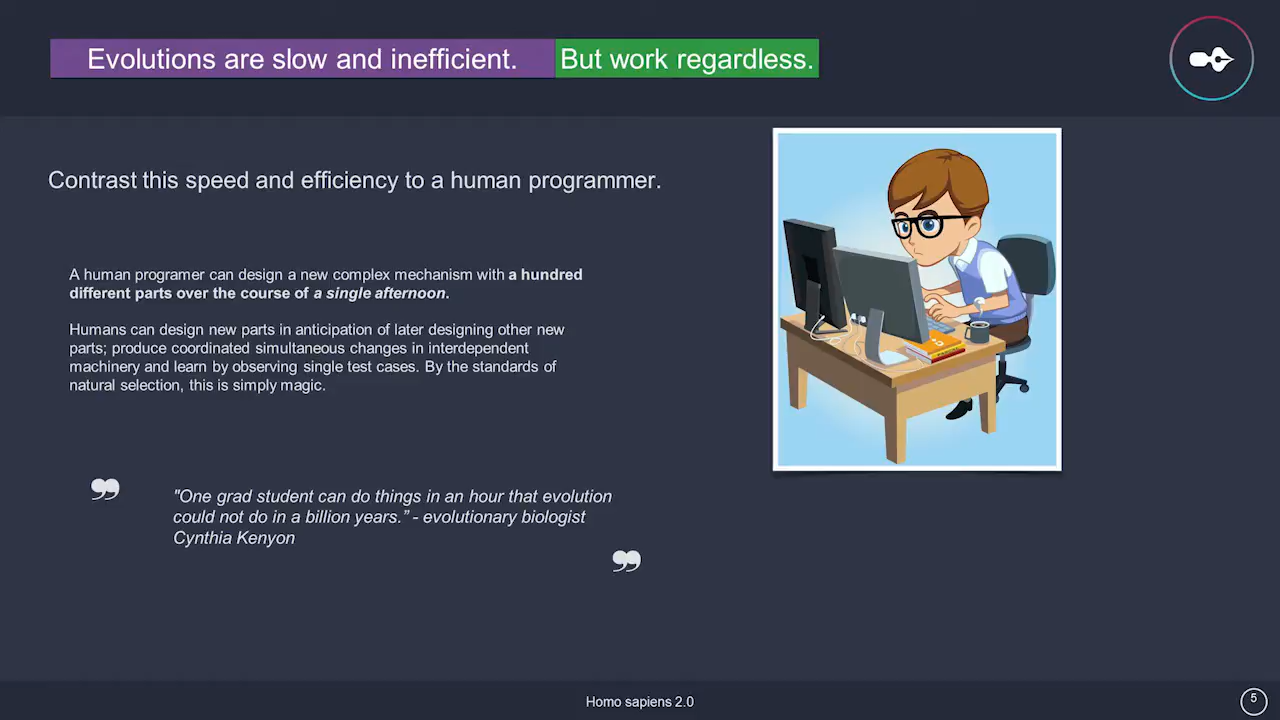 Evolutions are slow and inefficient. But work regardless.
Contrast this speed and efficiency to a human programmer.
A human programer can design a new complex mechanism with a hundred
different parts over the course of a single afternoon.
Humans can design new parts in anticipation of later designing other new
parts; produce coordinated simultaneous changes in interdependent
machinery and learn by observing single test cases. By the standards of
natural selection, this is simply magic.
"One grad student can do things in an hour that evolution
could not do in a billion years.” - evolutionary biologist
Cynthia Kenyon
Homo sapiens 2.0
5